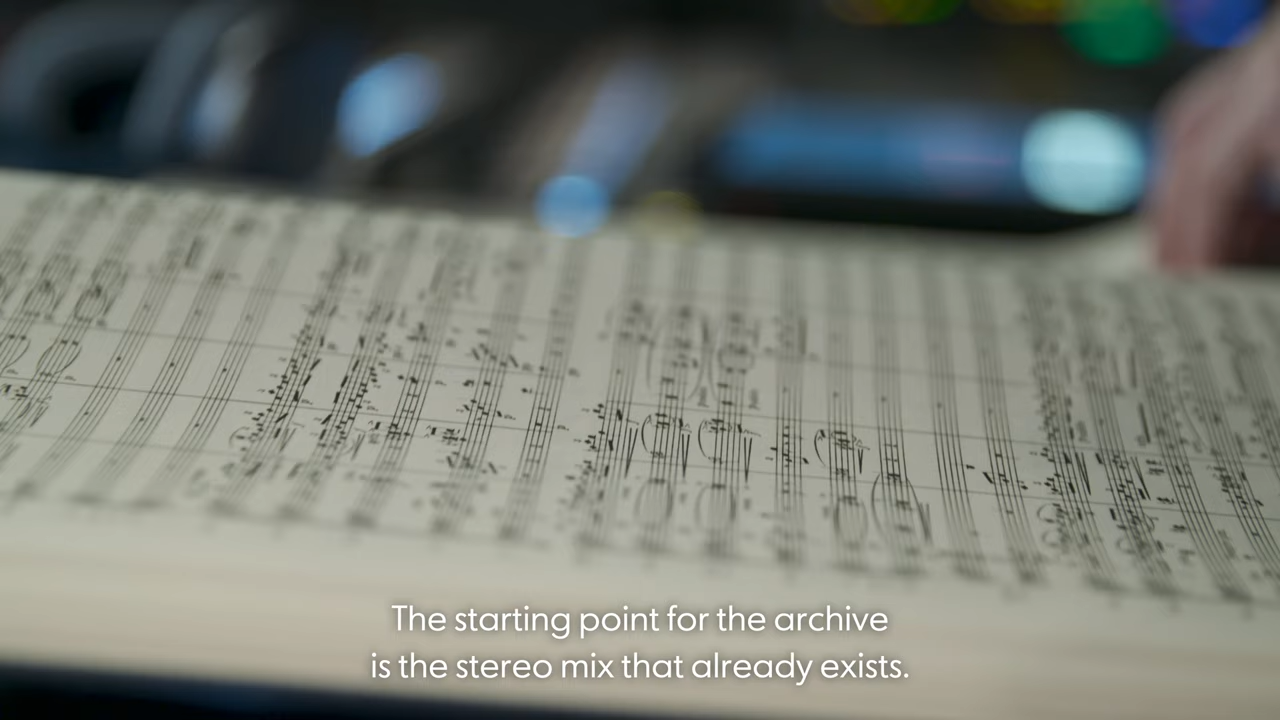 The starting point for the archive
is the stereo mix that already exists.